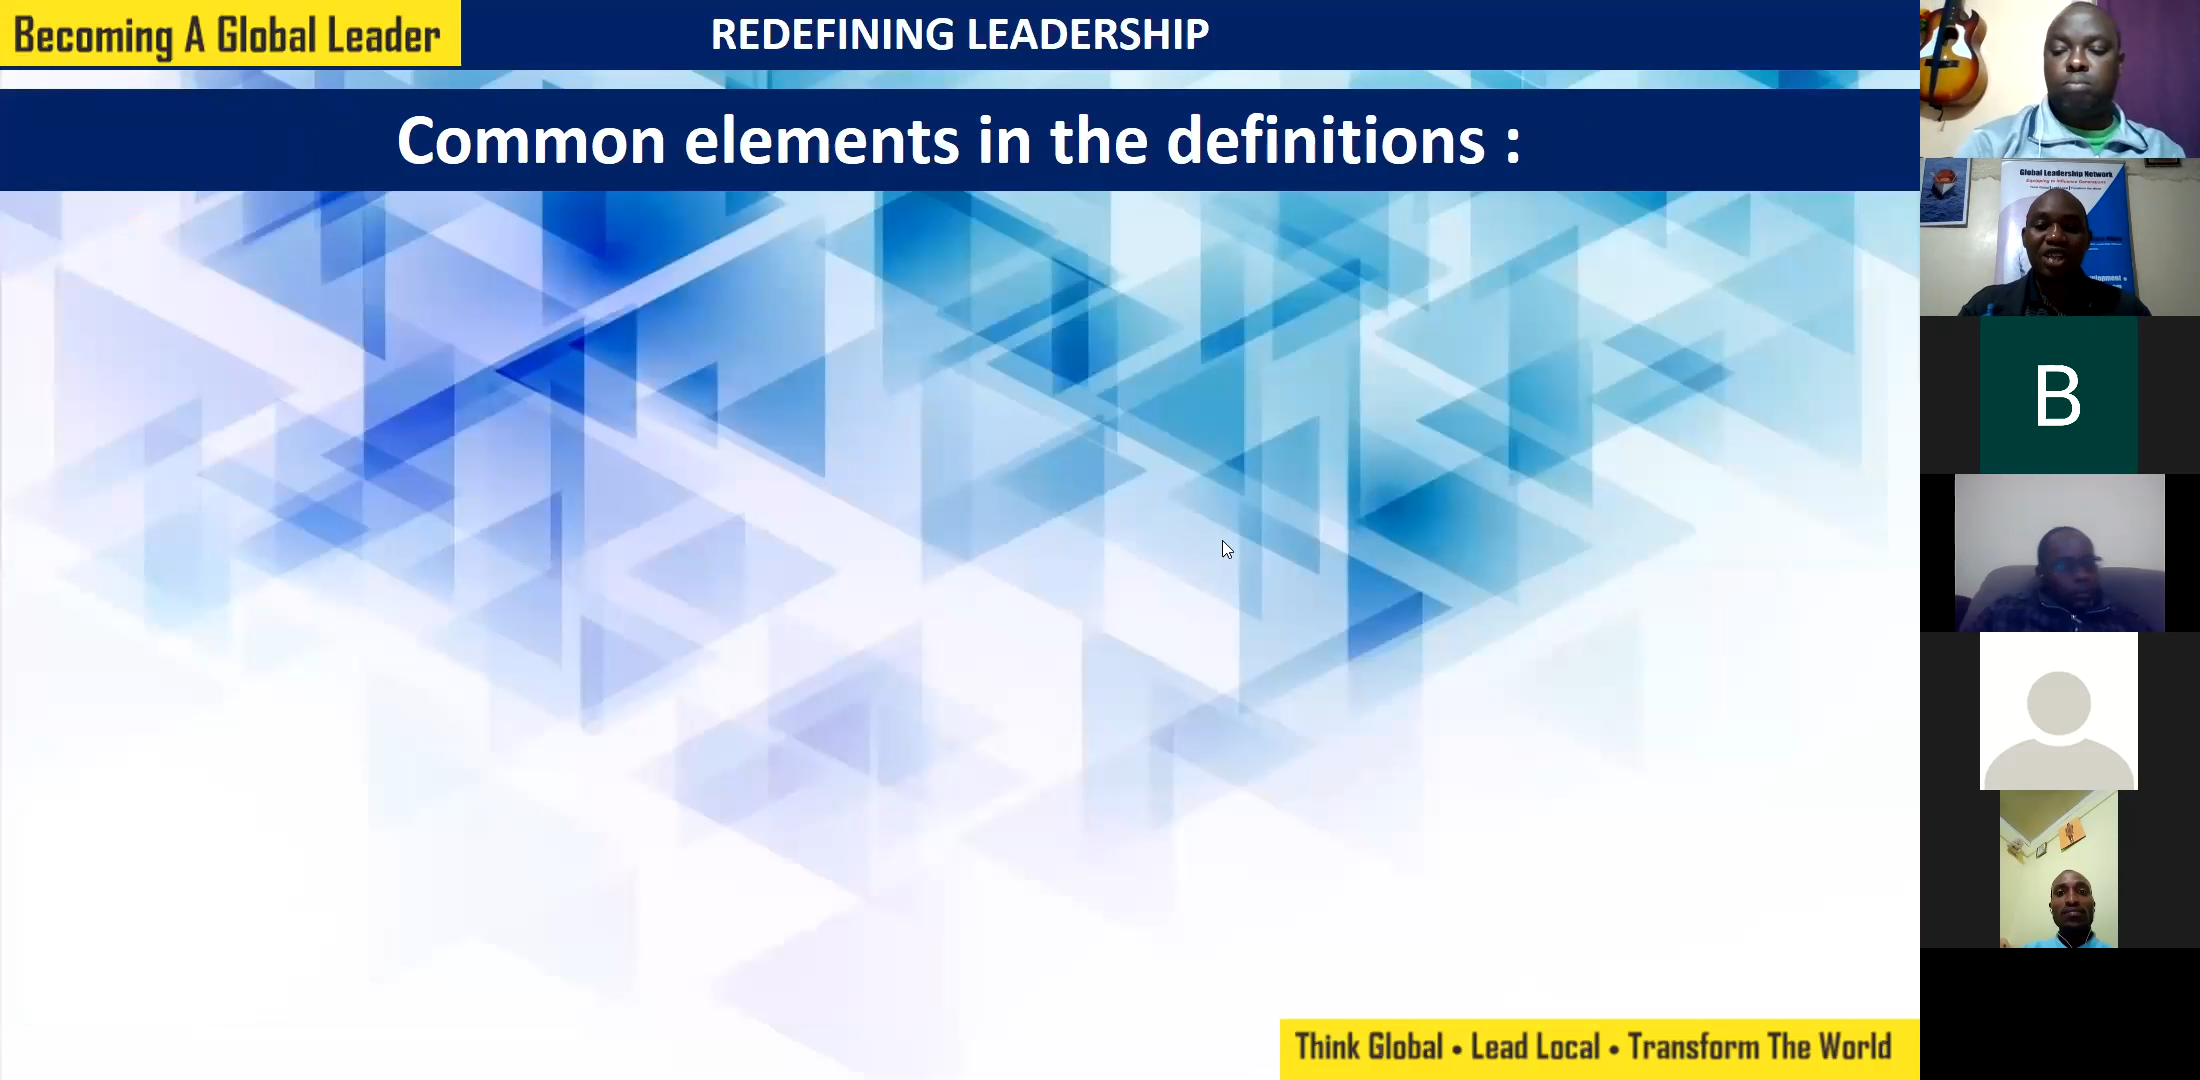 Becoming A Global Leader
REDEFINING LEADERSHIP
Common elements in the definitions :
Global Leadership Network
B
Think Global • Lead Local • Transform The World